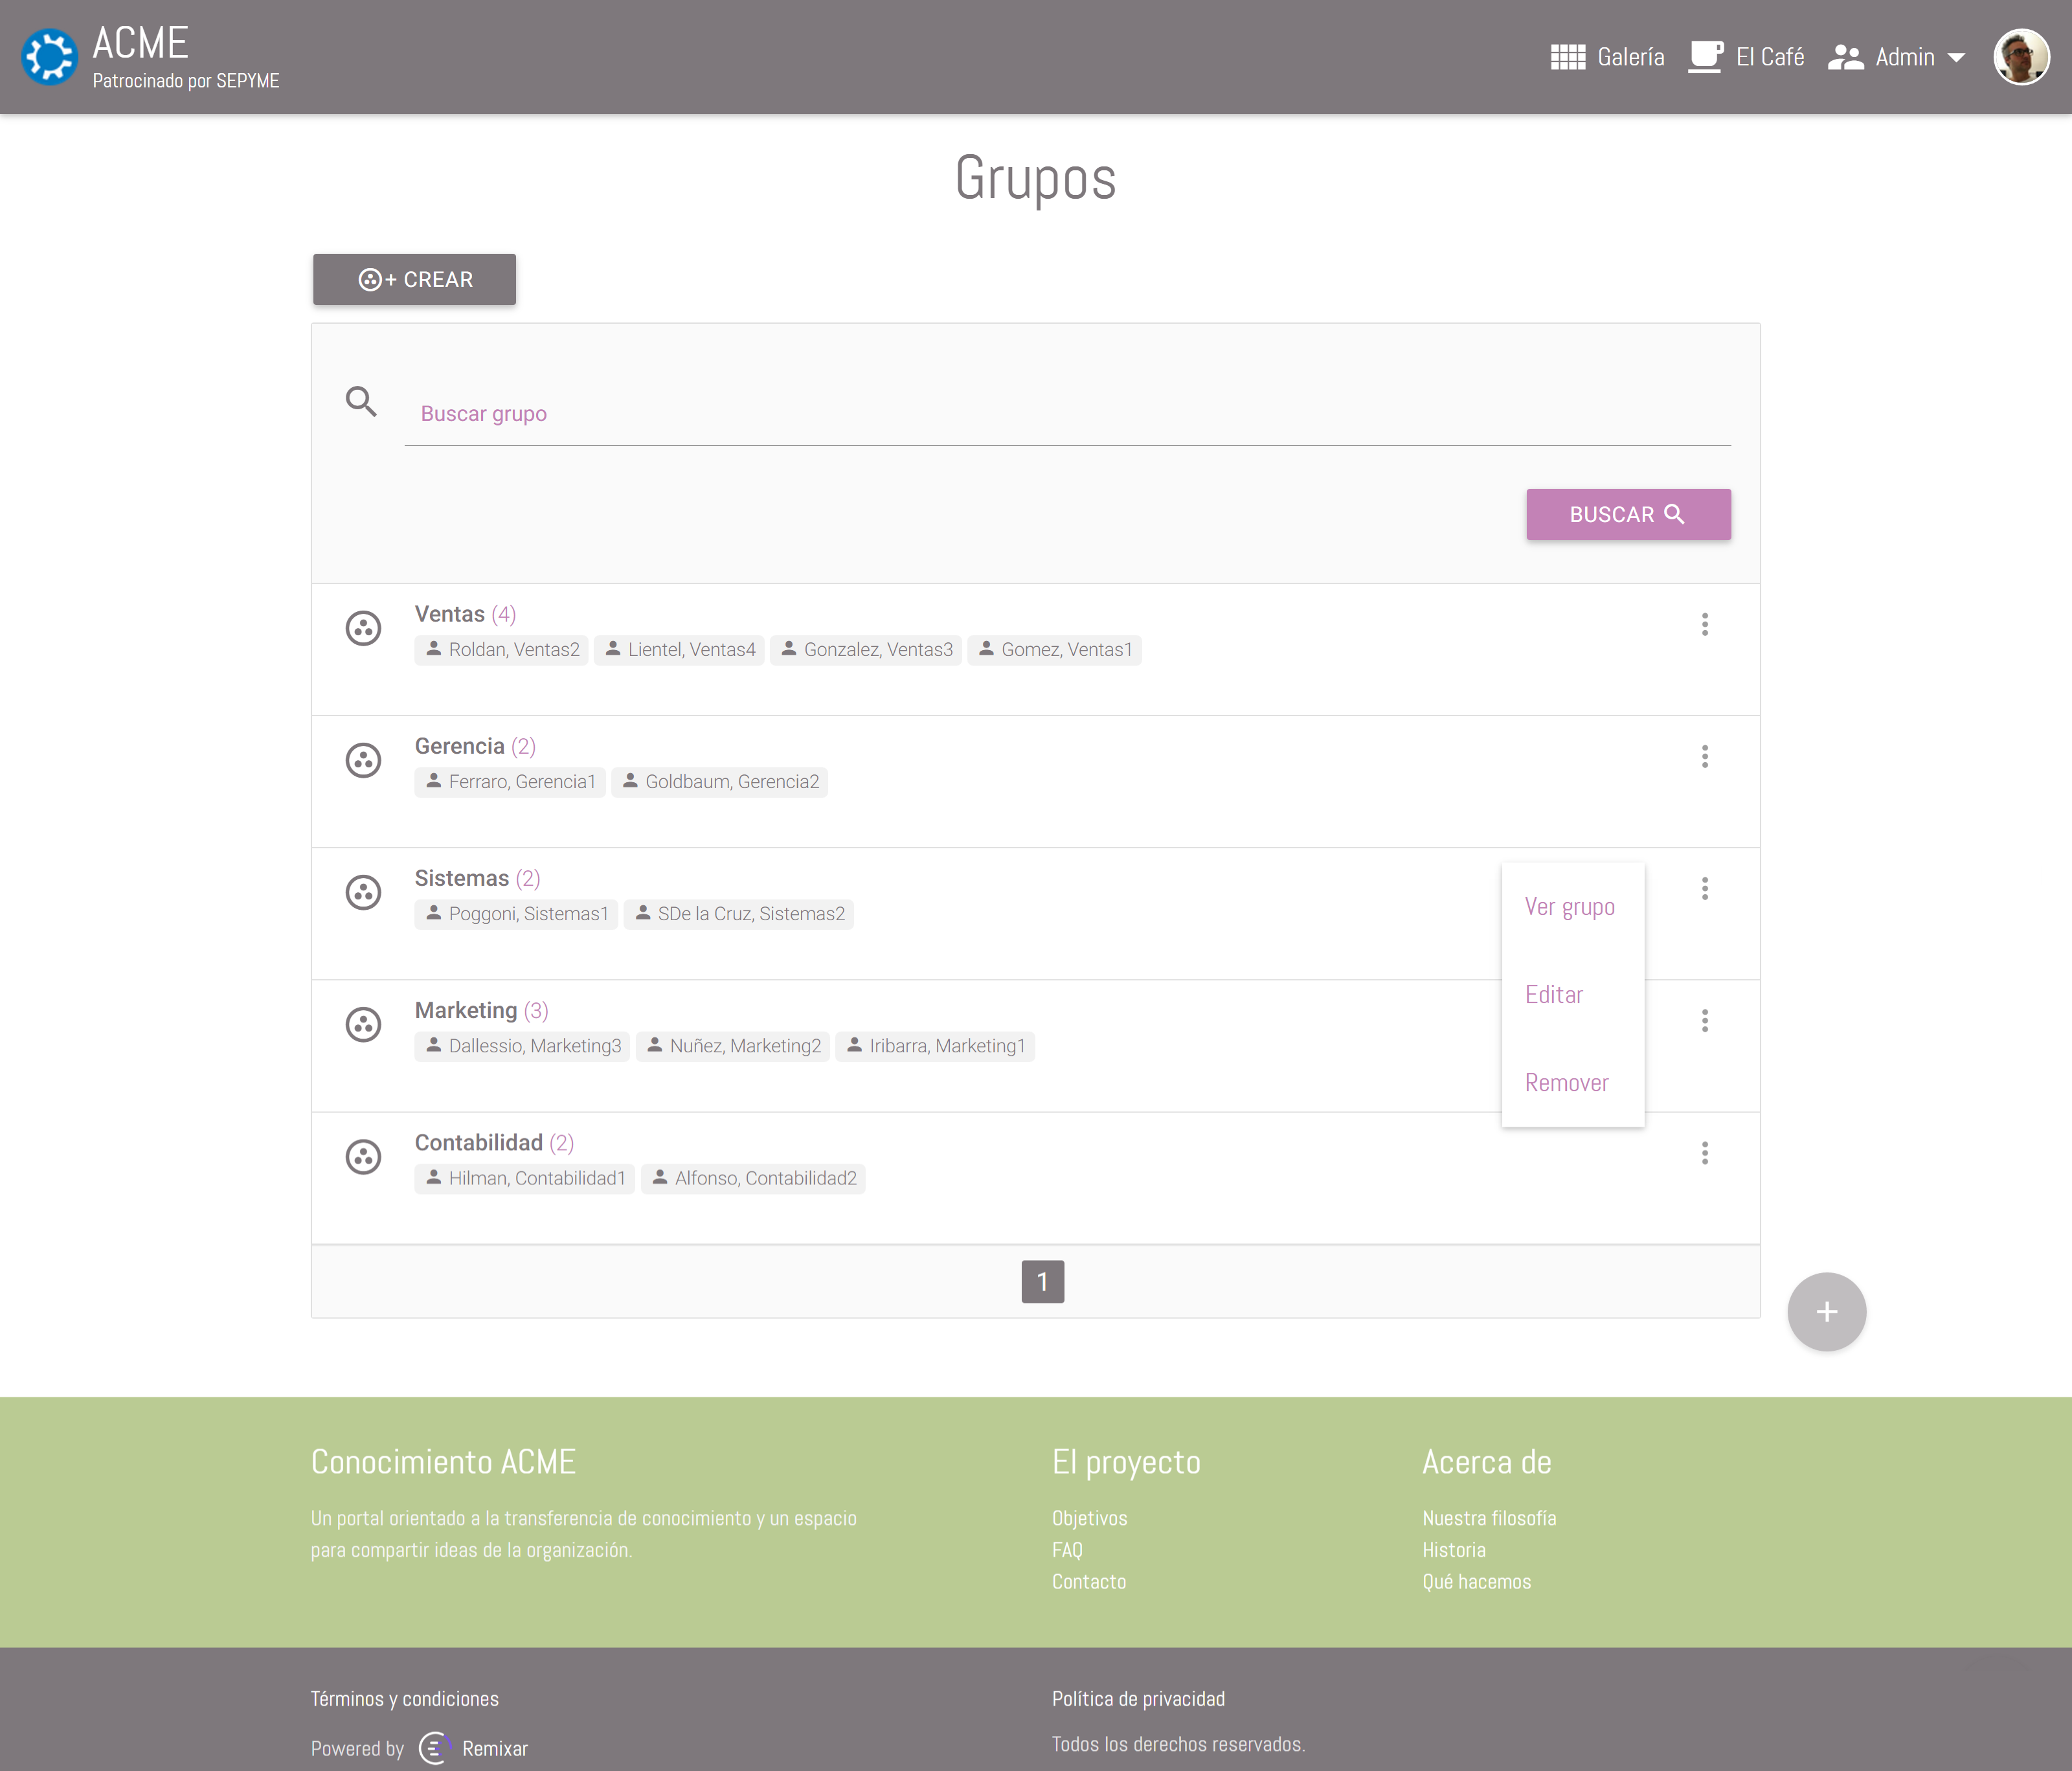 ACME
Patrocinado por SEPYME
Galería El Café Admin
Grupos
+ CREAR
Buscar grupo
BUSCAR
Ventas (4)
Roldan, Ventas2 Lientel, Ventas4 Gonzalez, Ventas3 Gomez, Ventas1
Gerencia (2)
Ferraro, Gerencia1 Goldbaum, Gerencia2
Sistemas (2)
Poggoni, Sistemas1 SDe la Cruz, Sistemas2
Ver grupo
Editar
Remover
Marketing (3)
Dallessio, Marketing3 Nuñez, Marketing2 Iribarra, Marketing1
Contabilidad (2)
Hilman, Contabilidad1 Alfonso, Contabilidad2
1
+
Conocimiento ACME
Un portal orientado a la transferencia de conocimiento y un espacio
para compartir ideas de la organización.
El proyecto
Objetivos
FAQ
Contacto
Acerca de
Nuestra filosofía
Historia
Qué hacemos
Términos y condiciones
Powered by Remixar
Política de privacidad
Todos los derechos reservados.